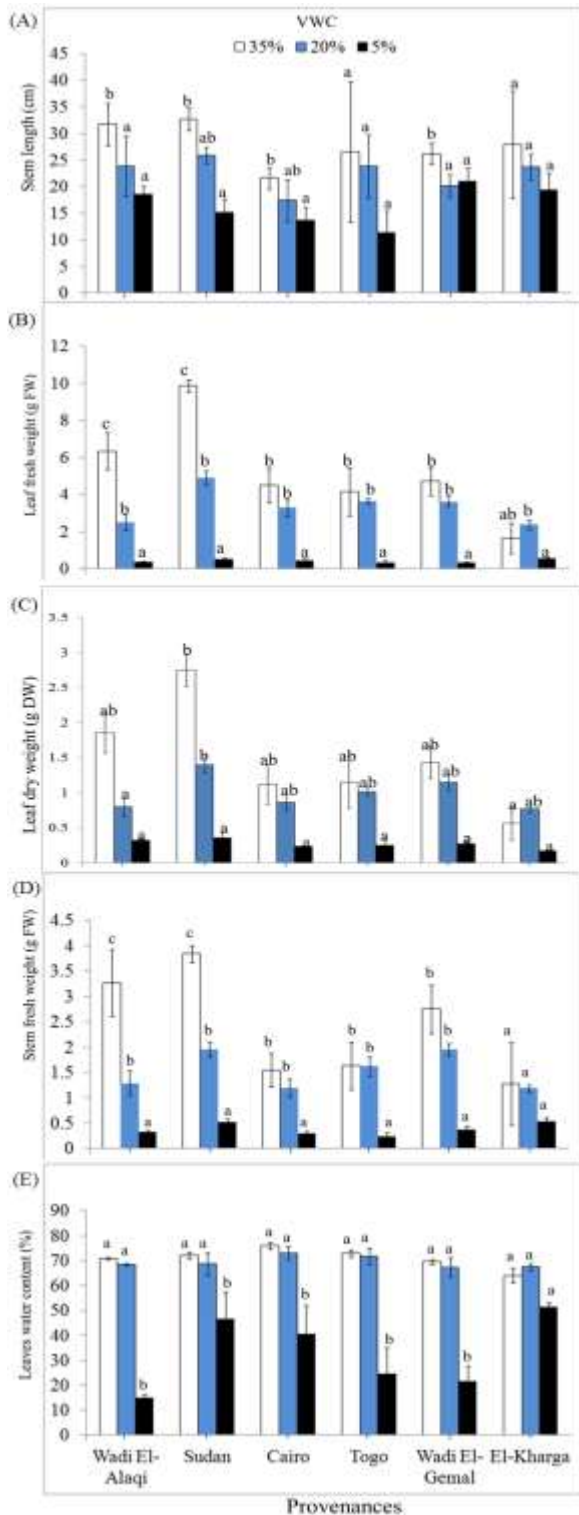 (A)
VWC
35% 20% 5%
Stem length (cm)
45
40
35
30
25
20
15
10
5
0
b a a b ab a b ab a a a a b a a a a a
(B)
Leaf fresh weight (g FW)
12
10
8
6
4
2
0
c b a c b a b b a b b a b b a ab b a
(C)
Leaf dry weight (g DW)
3.5
3
2.5
2
1.5
1
0.5
0
ab a a b b a ab ab a ab ab a ab ab a a ab a
(D)
Stem fresh weight (g FW)
4.5
4
3.5
3
2.5
2
1.5
1
0.5
0
c b a c b a b b a b b a b b a a a a
(E)
Leaves water content (%)
90
80
70
60
50
40
30
20
10
0
a a b a a b a a b a a b a a b a a a
Wadi El-Alaqi Sudan Cairo Togo Wadi El-Gemal El-Kharga
Provenances